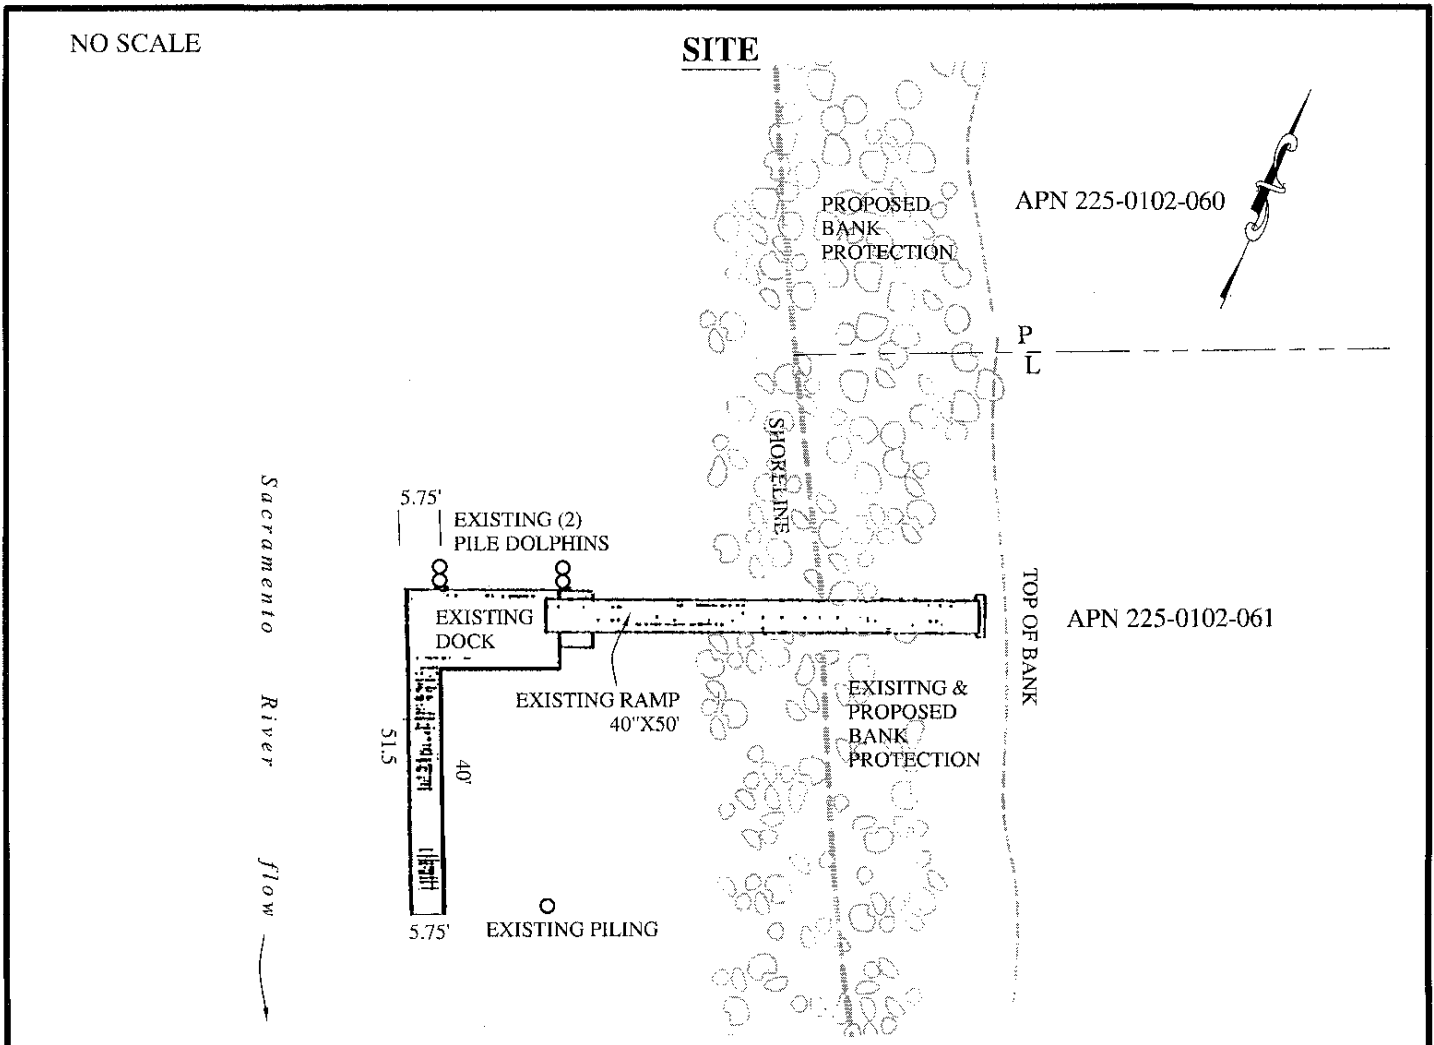 NO SCALE
SITE
PROPOSED
BANK
PROTECTION
APN 225-0102-060
P
L
SHORELINE
Sacramento River flow
5.75'
EXISTING (2)
PILE DOLPHINS
EXISTING
DOCK
TOP OF BANK
APN 225-0102-061
EXISTING RAMP
40"X50'
EXISITNG &
PROPOSED
BANK
PROTECTION
51.5
40'
5.75'
EXISTING PILING